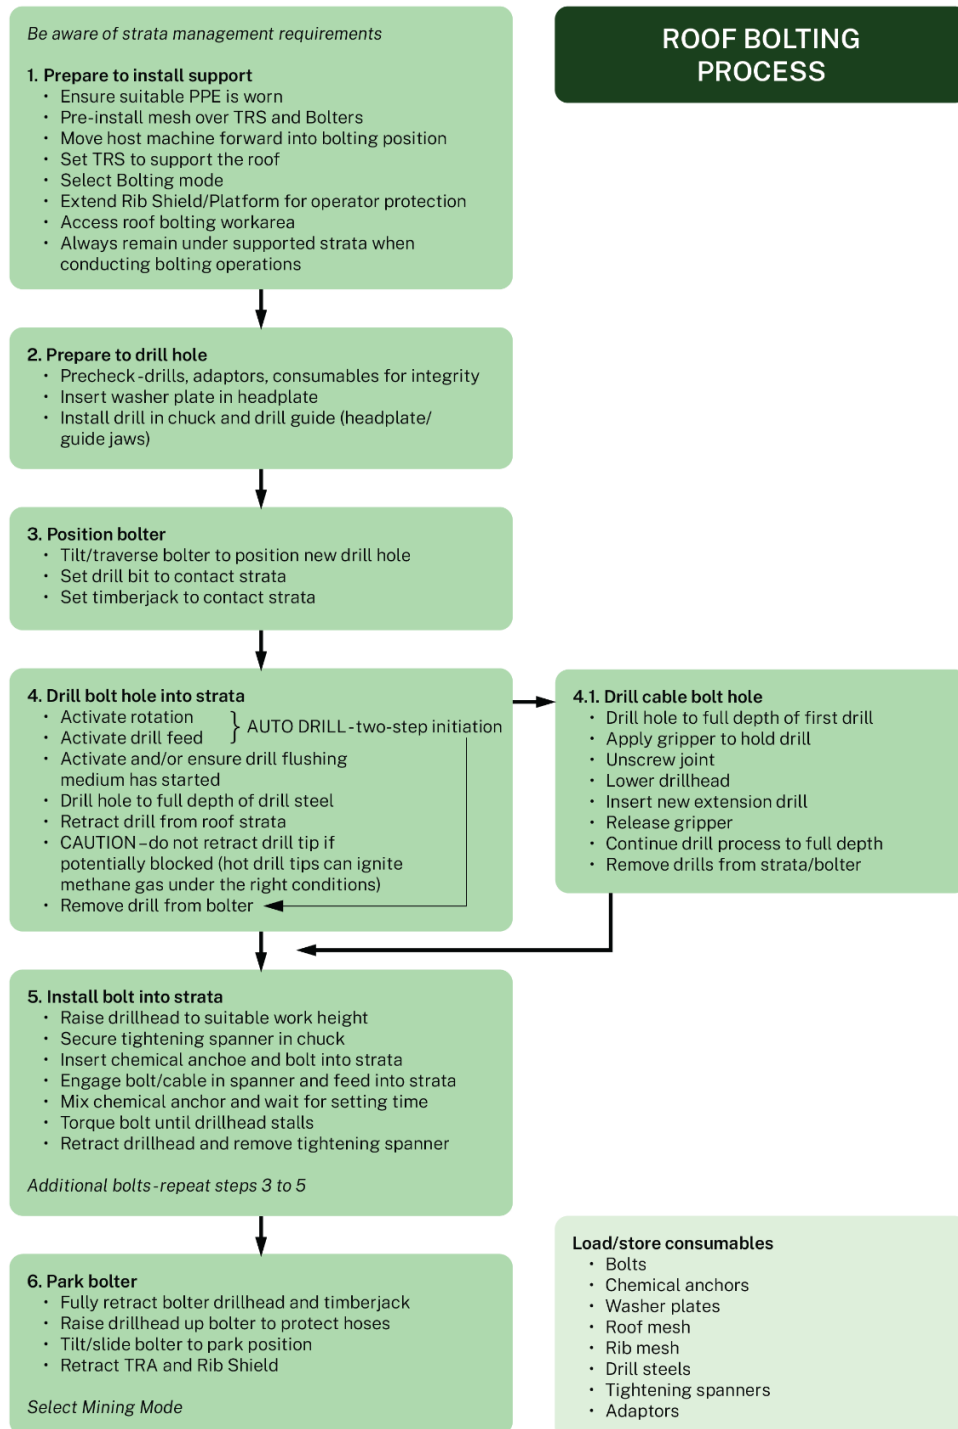 Be aware of strata management requirements
1. Prepare to install support
• Ensure suitable PPE is worn
• Pre-install mesh over TRS and Bolters
• Move host machine forward into bolting position
• Set TRS to support the roof
• Select Bolting mode
• Extend Rib Shield/Platform for operator protection
• Access roof bolting workarea
• Always remain under supported strata when
conducting bolting operations
ROOF BOLTING
PROCESS
2. Prepare to drill hole
• Precheck - drills, adaptors, consumables for integrity
• Insert washer plate in headplate
• Install drill in chuck and drill guide (headplate/
guide jaws)
3. Position bolter
• Tilt/traverse bolter to position new drill hole
• Set drill bit to contact strata
• Set timberjack to contact strata
4. Drill bolt hole into strata
• Activate rotation
• Activate drill feed
} AUTO DRILL - two-step initiation
• Activate and/or ensure drill flushing
medium has started
• Drill hole to full depth of drill steel
• Retract drill from roof strata
• CAUTION – do not retract drill tip if
potentially blocked (hot drill tips can ignite
methane gas under the right conditions)
• Remove drill from bolter
4.1. Drill cable bolt hole
• Drill hole to full depth of first drill
• Apply gripper to hold drill
• Unscrew joint
• Lower drillhead
• Insert new extension drill
• Release gripper
• Continue drill process to full depth
• Remove drills from strata/bolter
5. Install bolt into strata
• Raise drillhead to suitable work height
• Secure tightening spanner in chuck
• Insert chemical anchoe and bolt into strata
• Engage bolt/cable in spanner and feed into strata
• Mix chemical anchor and wait for setting time
• Torque bolt until drillhead stalls
• Retract drillhead and remove tightening spanner
Additional bolts - repeat steps 3 to 5
6. Park bolter
• Fully retract bolter drillhead and timberjack
• Raise drillhead up bolter to protect hoses
• Tilt/slide bolter to park position
• Retract TRA and Rib Shield
Select Mining Mode
Load/store consumables
• Bolts
• Chemical anchors
• Washer plates
• Roof mesh
• Rib mesh
• Drill steels
• Tightening spanners
• Adaptors